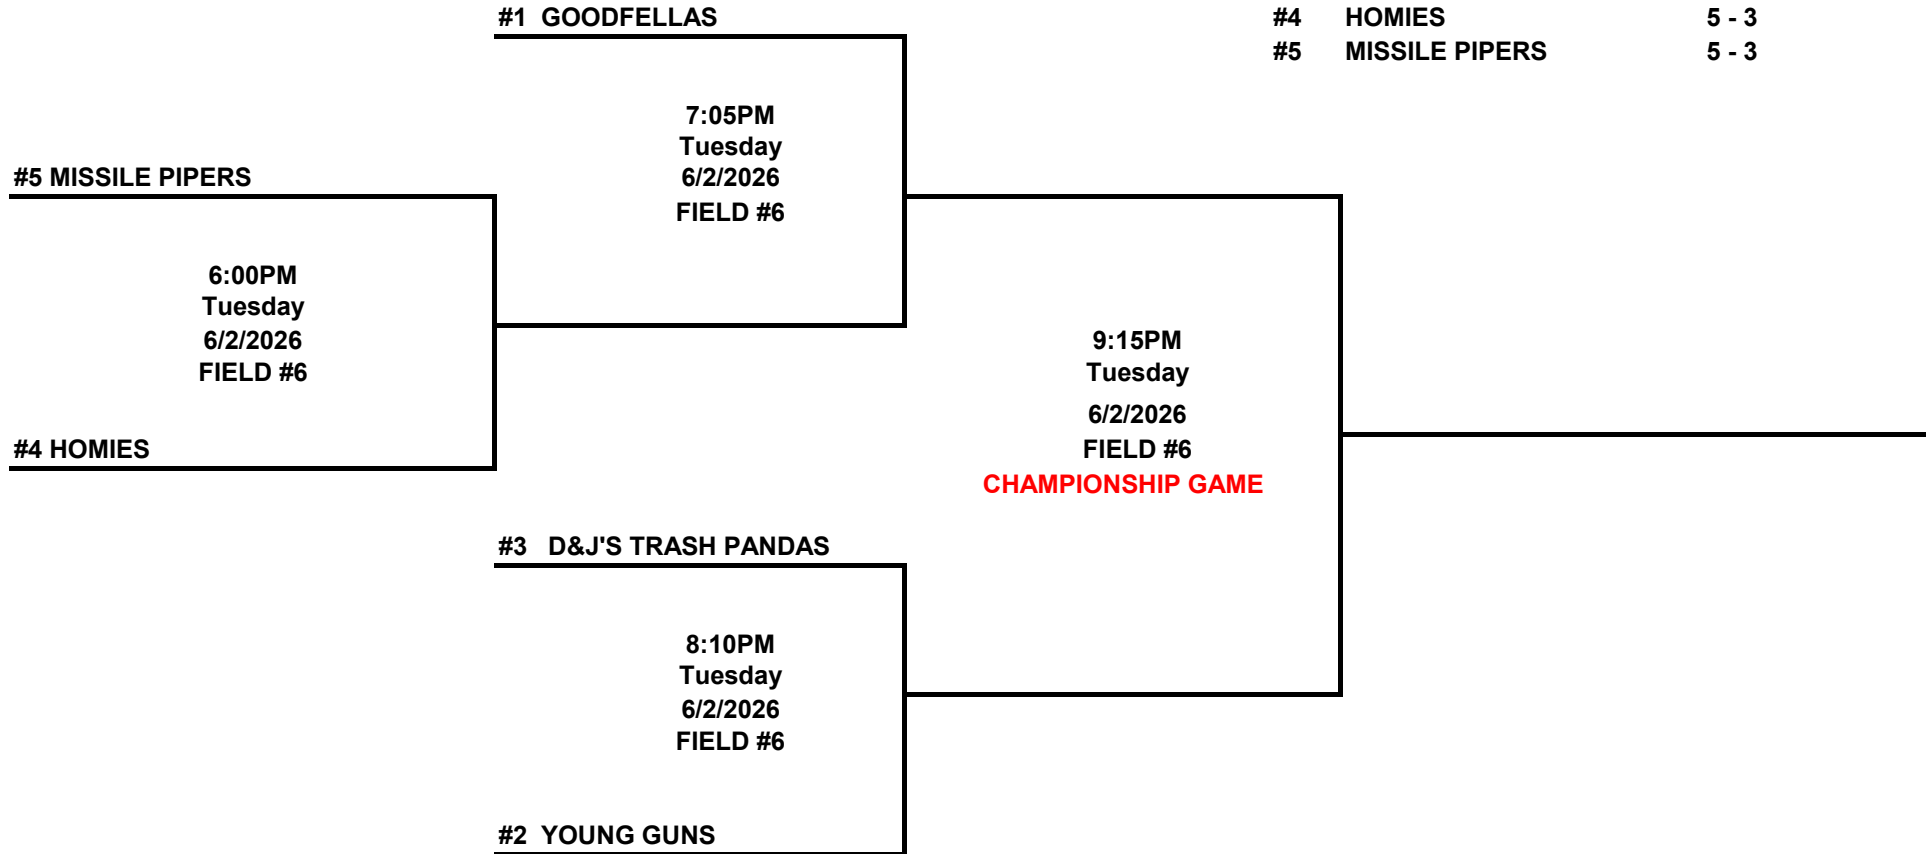 #1 GOODFELLAS
#4 HOMIES 5 - 3
#5 MISSILE PIPERS 5 - 3
7:05PM
Tuesday
6/2/2026
FIELD #6
#5 MISSILE PIPERS
6:00PM
Tuesday
6/2/2026
FIELD #6
#4 HOMIES
9:15PM
Tuesday
6/2/2026
FIELD #6
CHAMPIONSHIP GAME
#3 D&J'S TRASH PANDAS
8:10PM
Tuesday
6/2/2026
FIELD #6
#2 YOUNG GUNS